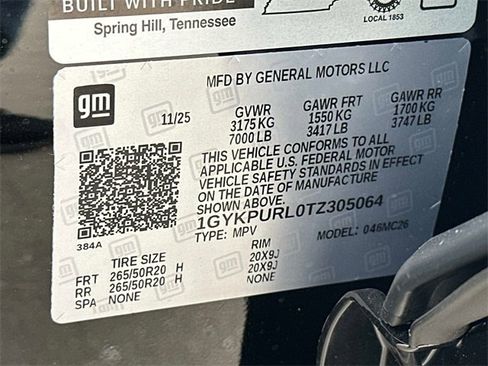 BUILT WITH PRIDE
Spring Hill, Tennessee
LOCAL 1853
MFD BY GENERAL MOTORS LLC
gm
11/25 GVWR GAWR FRT GAWR RR
3175 KG 1550 KG 1700 KG
7000 LB 3417 LB 3747 LB
THIS VEHICLE CONFORMS TO ALL
APPLICABLE U.S. FEDERAL MOTOR
VEHICLE SAFETY STANDARDS IN EFFECT
ON THE DATE OF MANUFACTURE
SHOWN ABOVE.
1GYKPURL0TZ305064
TYPE: MPV MODEL: 046MC26
384A
TIRE SIZE RIM
FRT 265/50R20 H 20X9J
RR 265/50R20 H 20X9J
SPA NONE NONE